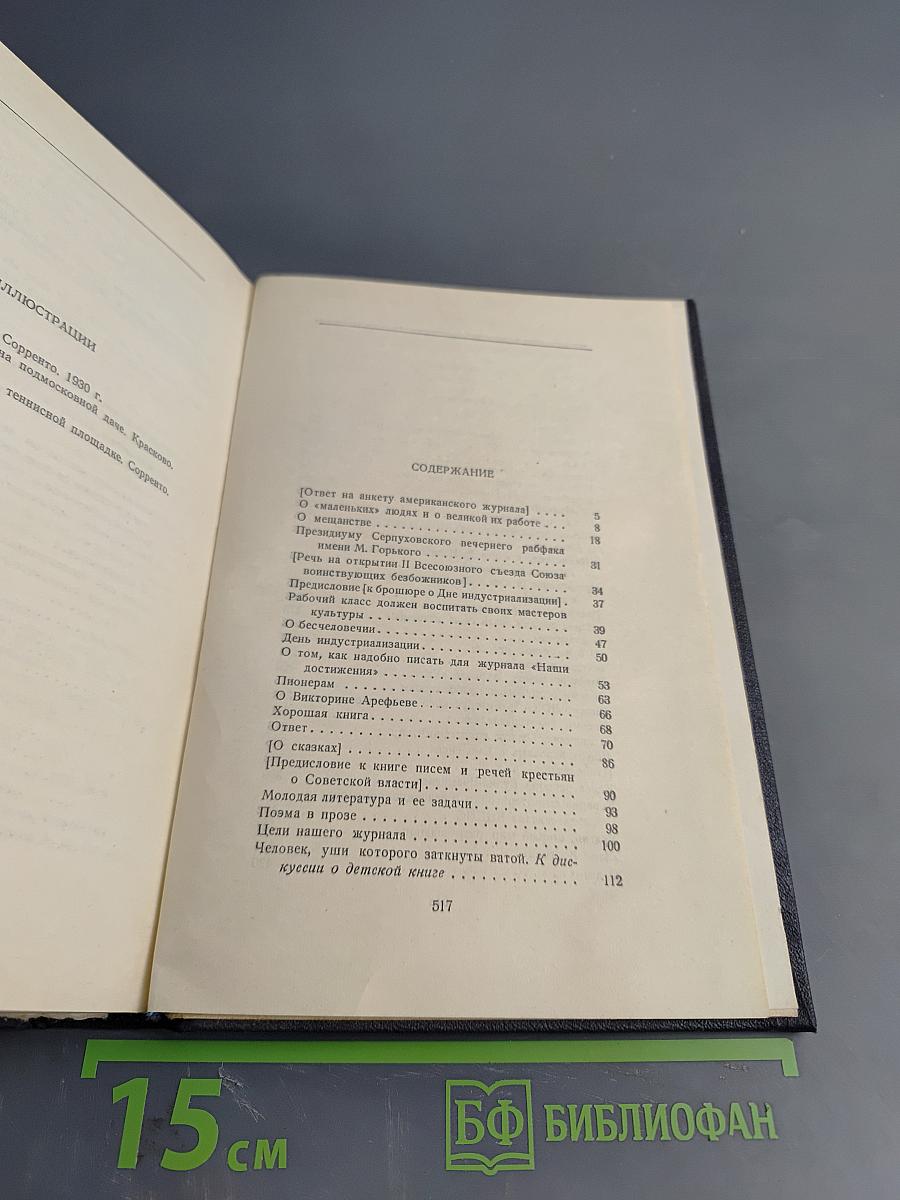 ИЛЛЮСТРАЦИИ
Сорренто. 1930 г.
на подмосковной даче. Красково.
теннисной площадке. Сорренто.
СОДЕРЖАНИЕ
[Ответ на анкету американского журнала] .... 5
О «маленьких» людях и о великой их работе ... 8
О мещанстве .................... 18
Президиуму Серпуховского вечернего рабфака
имени М. Горького ............... 31
[Речь на открытии II Всесоюзного съезда Союза
воинствующих безбожников] ........... 34
Предисловие [к брошюре о Дне индустриализации] . 37
Рабочий класс должен воспитать своих мастеров
культуры .................... 39
О бесчеловечии .................. 47
День индустриализации .............. 50
О том, как надобно писать для журнала «Наши
достижения» ................... 53
Пионерам ..................... 63
О Викторине Арефьеве .............. 66
Хорошая книга .................. 68
Ответ ....................... 70
[О сказках] .................... 86
[Предисловие к книге писем и речей крестьян
о Советской власти] .............. 90
Молодая литература и ее задачи ......... 93
Поэма в прозе .................. 98
Цели нашего журнала .............. 100
Человек, уши которого заткнуты ватой. К дис-
куссии о детской книге ............ 112
517
15 см
БФ БИБЛИОФАН